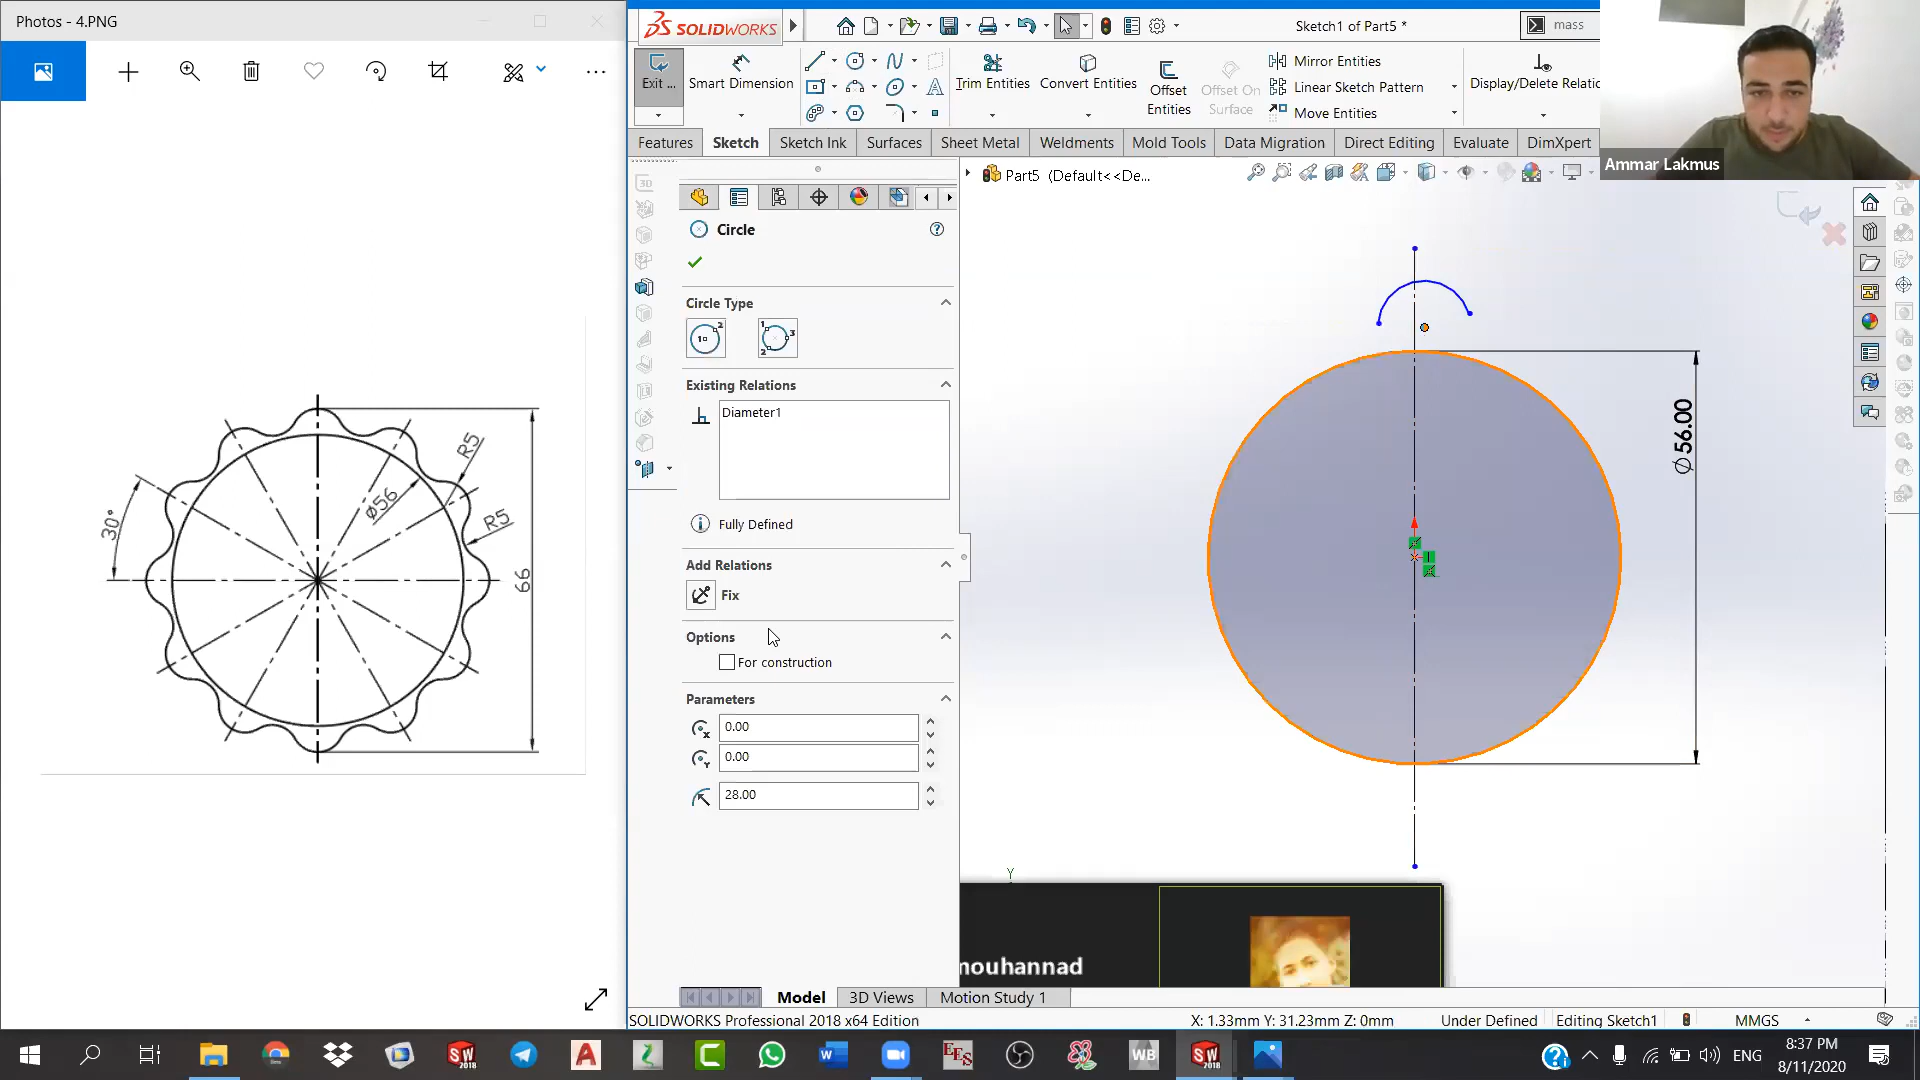 Photos - 4.PNG
SOLIDWORKS
Sketch1 of Part5 *
mass
Exit ...
Smart Dimension
Trim Entities
Convert Entities
Offset Entities
Offset On Surface
Mirror Entities
Linear Sketch Pattern
Move Entities
Display/Delete Relatio
Features
Sketch
Sketch Ink
Surfaces
Sheet Metal
Weldments
Mold Tools
Data Migration
Direct Editing
Evaluate
DimXpert
Ammar Lakmus
Part5 (Default<<De...
Circle
Circle Type
Existing Relations
Diameter1
Fully Defined
Add Relations
Fix
Options
For construction
Parameters
0.00
0.00
28.00
Ø56.00
R5
Ø56
R5
30°
66
Y
mouhannad
Model
3D Views
Motion Study 1
SOLIDWORKS Professional 2018 x64 Edition
X: 1.33mm Y: 31.23mm Z: 0mm
Under Defined
Editing Sketch1
MMGS
ENG
8:37 PM
8/11/2020